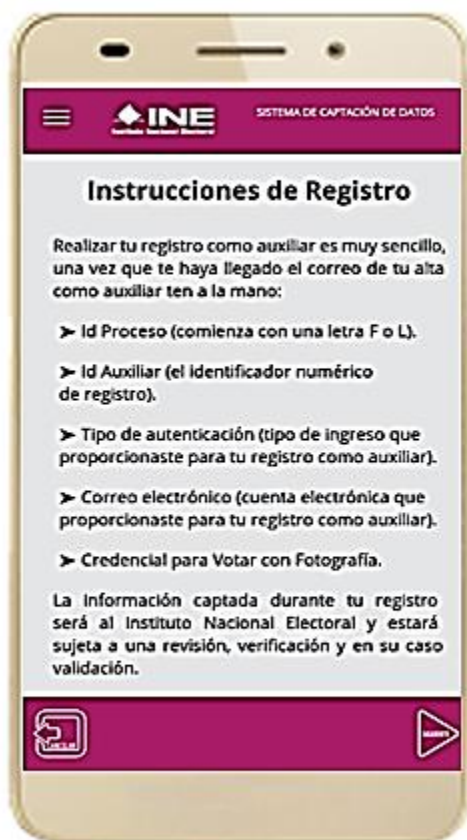 INE
Instituto Nacional Electoral
SISTEMA DE CAPTACIÓN DE DATOS
Instrucciones de Registro
Realizar tu registro como auxiliar es muy sencillo,
una vez que te haya llegado el correo de tu alta
como auxiliar ten a la mano:
➤ Id Proceso (comienza con una letra F o L).
➤ Id Auxiliar (el identificador numérico
de registro).
➤ Tipo de autenticación (tipo de ingreso que
proporcionaste para tu registro como auxiliar).
➤ Correo electrónico (cuenta electrónica que
proporcionaste para tu registro como auxiliar).
➤ Credencial para Votar con Fotografía.
La Información captada durante tu registro
será al Instituto Nacional Electoral y estará
sujeta a una revisión, verificación y en su caso
validación.